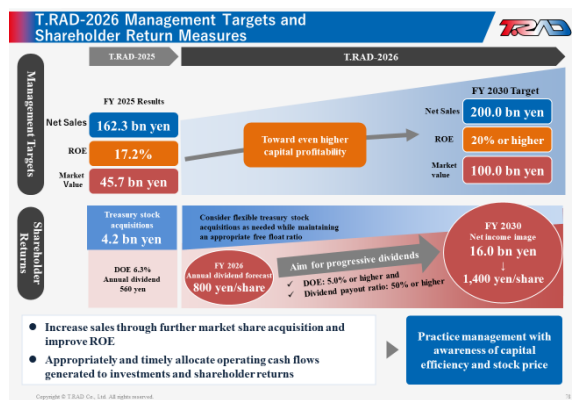 T.RAD-2026 Management Targets and
Shareholder Return Measures
T.RAD
T.RAD-2025
T.RAD-2026
Management Targets
FY 2025 Results
Net Sales
162.3 bn yen
ROE
17.2%
Market
Value
45.7 bn yen
Toward even higher
capital profitability
FY 2030 Target
Net Sales
200.0 bn yen
ROE
20% or higher
Market
value
100.0 bn yen
Shareholder
Returns
Treasury stock
acquisitions
4.2 bn yen
DOE 6.3%
Annual dividend
560 yen
Consider flexible treasury stock
acquisitions as needed while maintaining
an appropriate free float ratio
FY 2026
Annual dividend forecast
800 yen/share
Aim for progressive dividends
✓ DOE: 5.0% or higher and
✓ Dividend payout ratio: 50% or higher
FY 2030
Net income image
16.0 bn yen
↓
1,400 yen/share
● Increase sales through further market share acquisition and
improve ROE
● Appropriately and timely allocate operating cash flows
generated to investments and shareholder returns
Practice management with
awareness of capital
efficiency and stock price
Copyright © T.RAD Co., Ltd. All rights reserved.